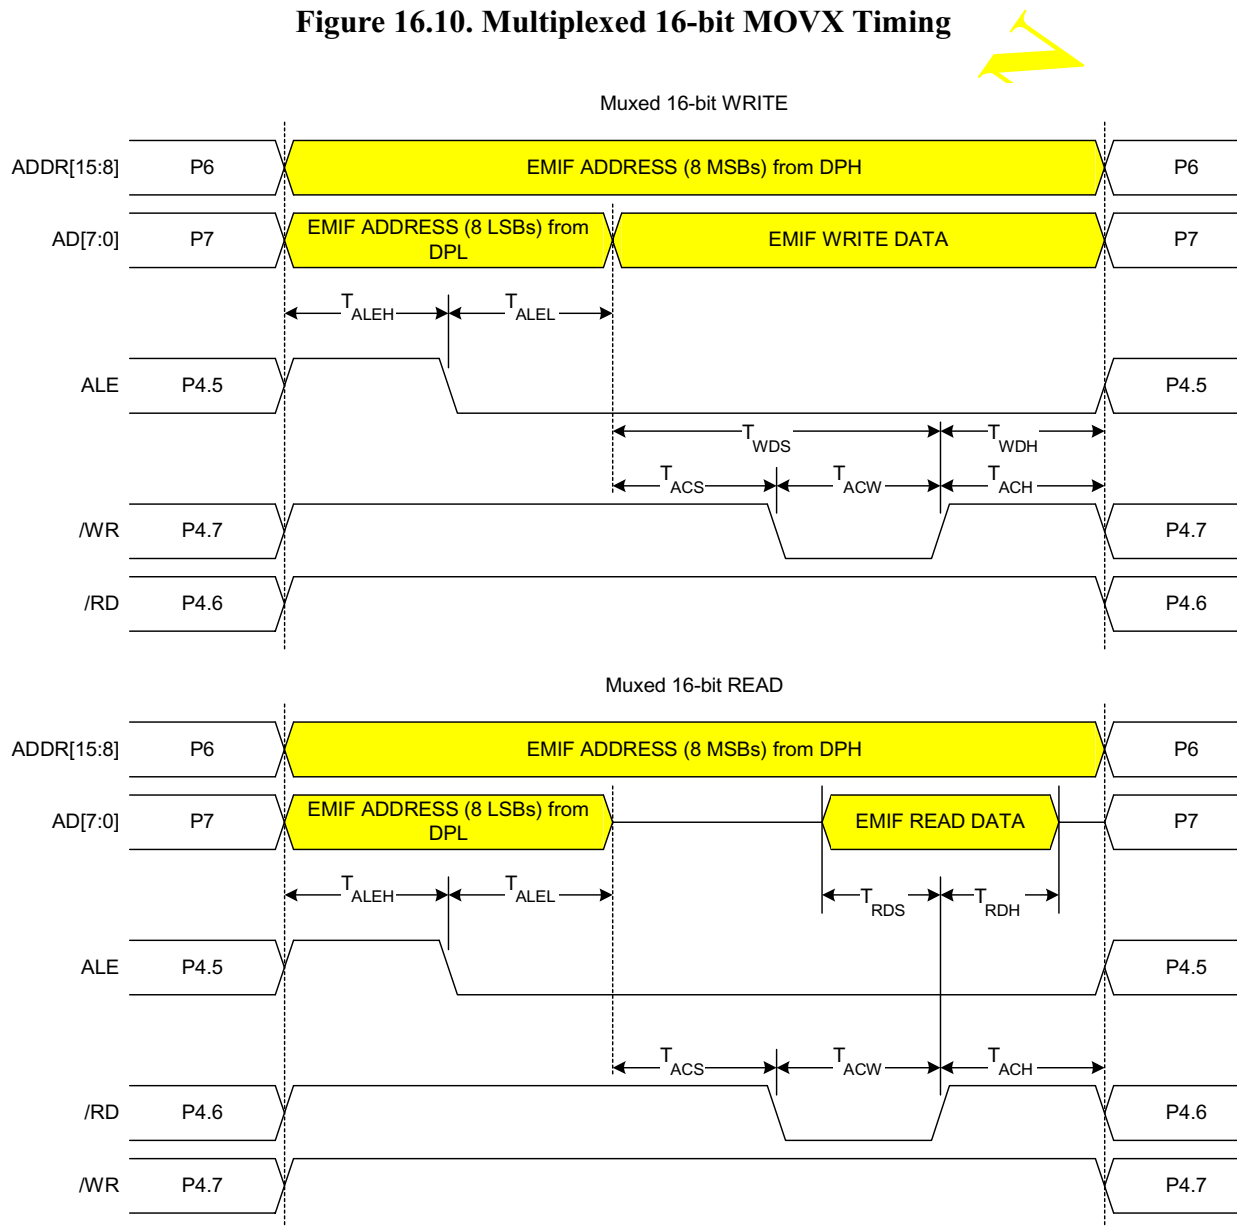 Figure 16.10. Multiplexed 16-bit MOVX Timing
Muxed 16-bit WRITE
ADDR[15:8] P6 EMIF ADDRESS (8 MSBs) from DPH P6
AD[7:0] P7 EMIF ADDRESS (8 LSBs) from DPL EMIF WRITE DATA P7
TALEH TALEL
ALE P4.5 P4.5
TWDS TWDH
TACS TACW TACH
/WR P4.7 P4.7
/RD P4.6 P4.6
Muxed 16-bit READ
ADDR[15:8] P6 EMIF ADDRESS (8 MSBs) from DPH P6
AD[7:0] P7 EMIF ADDRESS (8 LSBs) from DPL EMIF READ DATA P7
TALEH TALEL TRDS TRDH
ALE P4.5 P4.5
TACS TACW TACH
/RD P4.6 P4.6
/WR P4.7 P4.7